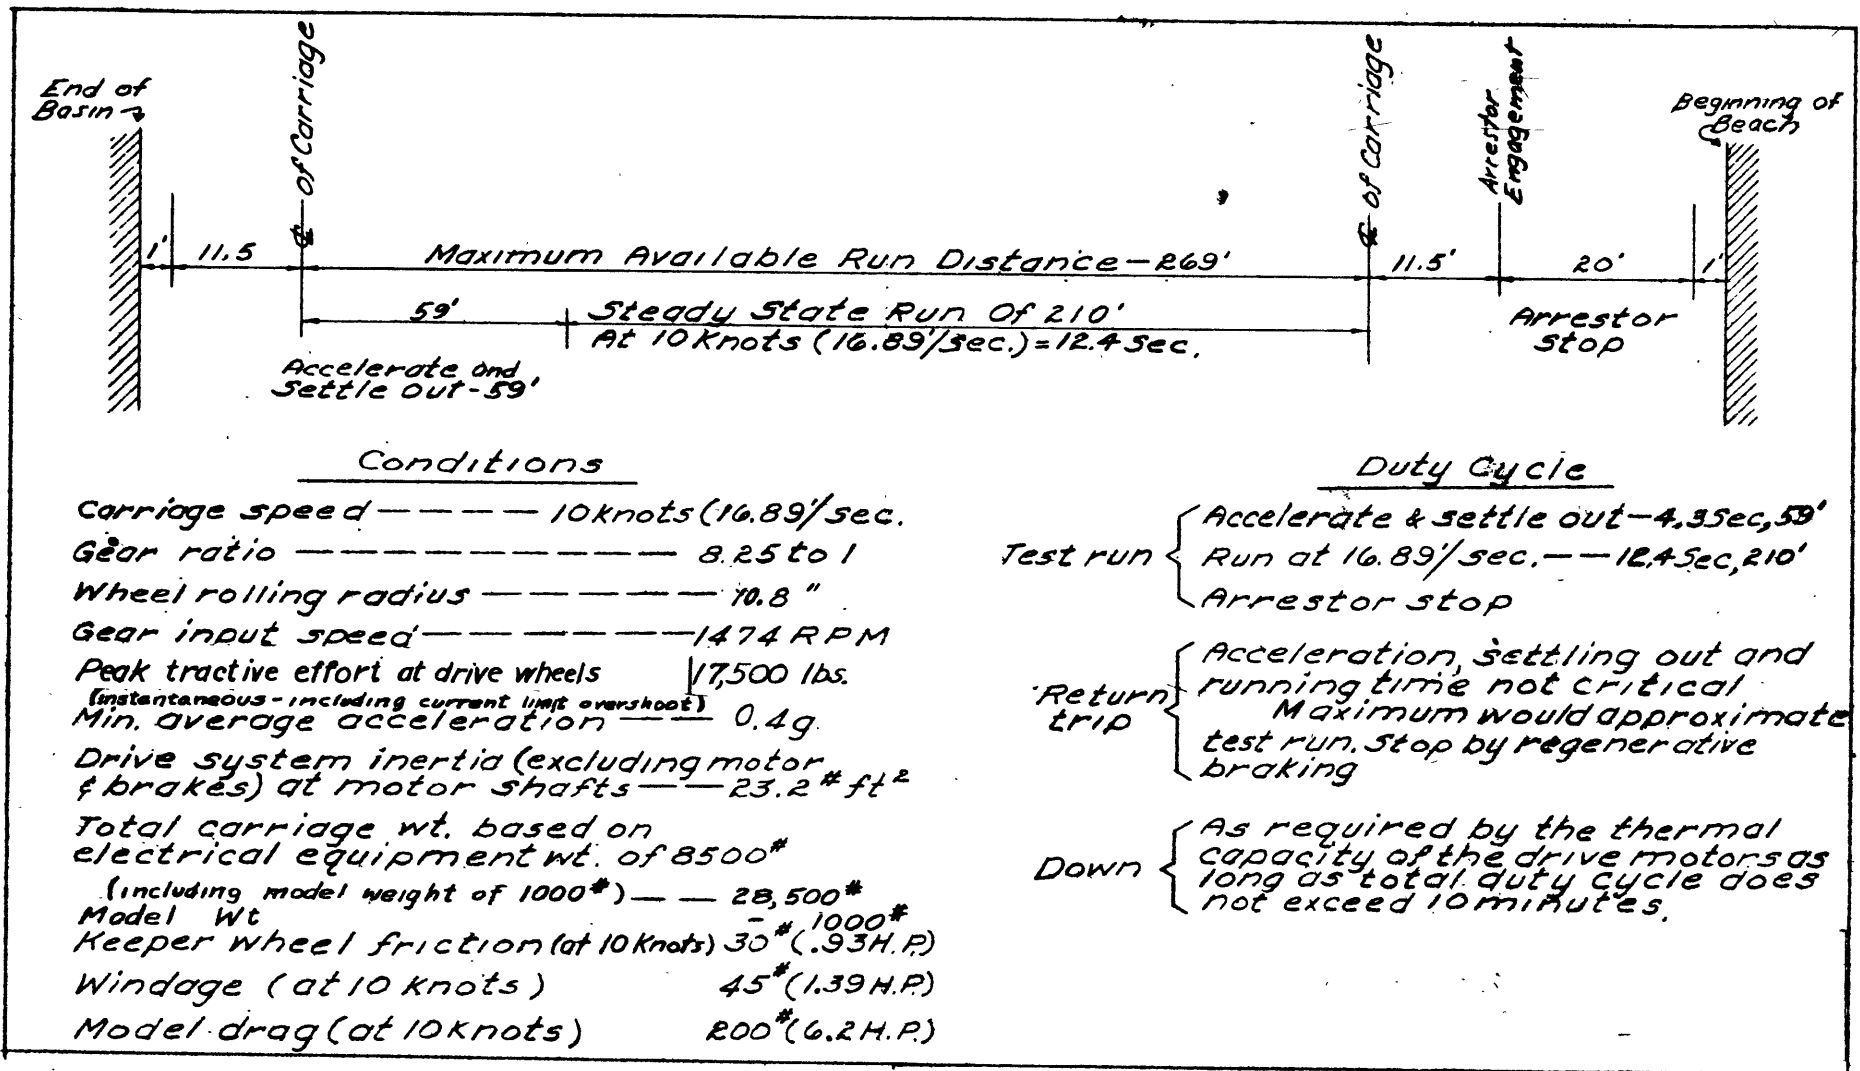 End of
Basin
℄ of Carriage
℄ of Carriage
Arrestor
Engagement
Beginning of
Beach
1' 11.5 Maximum Available Run Distance — 269' 11.5' 20' 1'
59' Steady State Run Of 210'
At 10 Knots (16.89'/sec.) = 12.4 Sec.
Arrestor
Stop
Accelerate and
Settle out - 59'
Conditions
Carriage speed — — — — 10 knots (16.89'/sec.
Gear ratio — — — — — — — — — 8.25 to 1
Wheel rolling radius — — — — — — 10.8 "
Gear input speed — — — — — — 1474 RPM
Peak tractive effort at drive wheels 17,500 lbs.
(instantaneous - including current limit overshoot)
Min. average acceleration — — 0.4g.
Drive system inertia (excluding motor
& brakes) at motor shafts — — 23.2 # ft²
Total carriage wt. based on
electrical equipment wt. of 8500#
(including model weight of 1000#) — — 28,500#
Model Wt - 1000#
Keeper wheel friction (at 10 Knots) 30# (.93 H.P.)
Windage (at 10 Knots) 45# (1.39 H.P.)
Model drag (at 10 Knots) 200# (6.2 H.P.)
Duty Cycle
Test run
Accelerate & settle out — 4.3 Sec, 59'
Run at 16.89'/sec. — — 12.4 Sec, 210'
Arrestor stop
Return
trip
Acceleration, settling out and
running time not critical
Maximum would approximate
test run. Stop by regenerative
braking
Down
As required by the thermal
capacity of the drive motors as
long as total duty cycle does
not exceed 10 minutes.